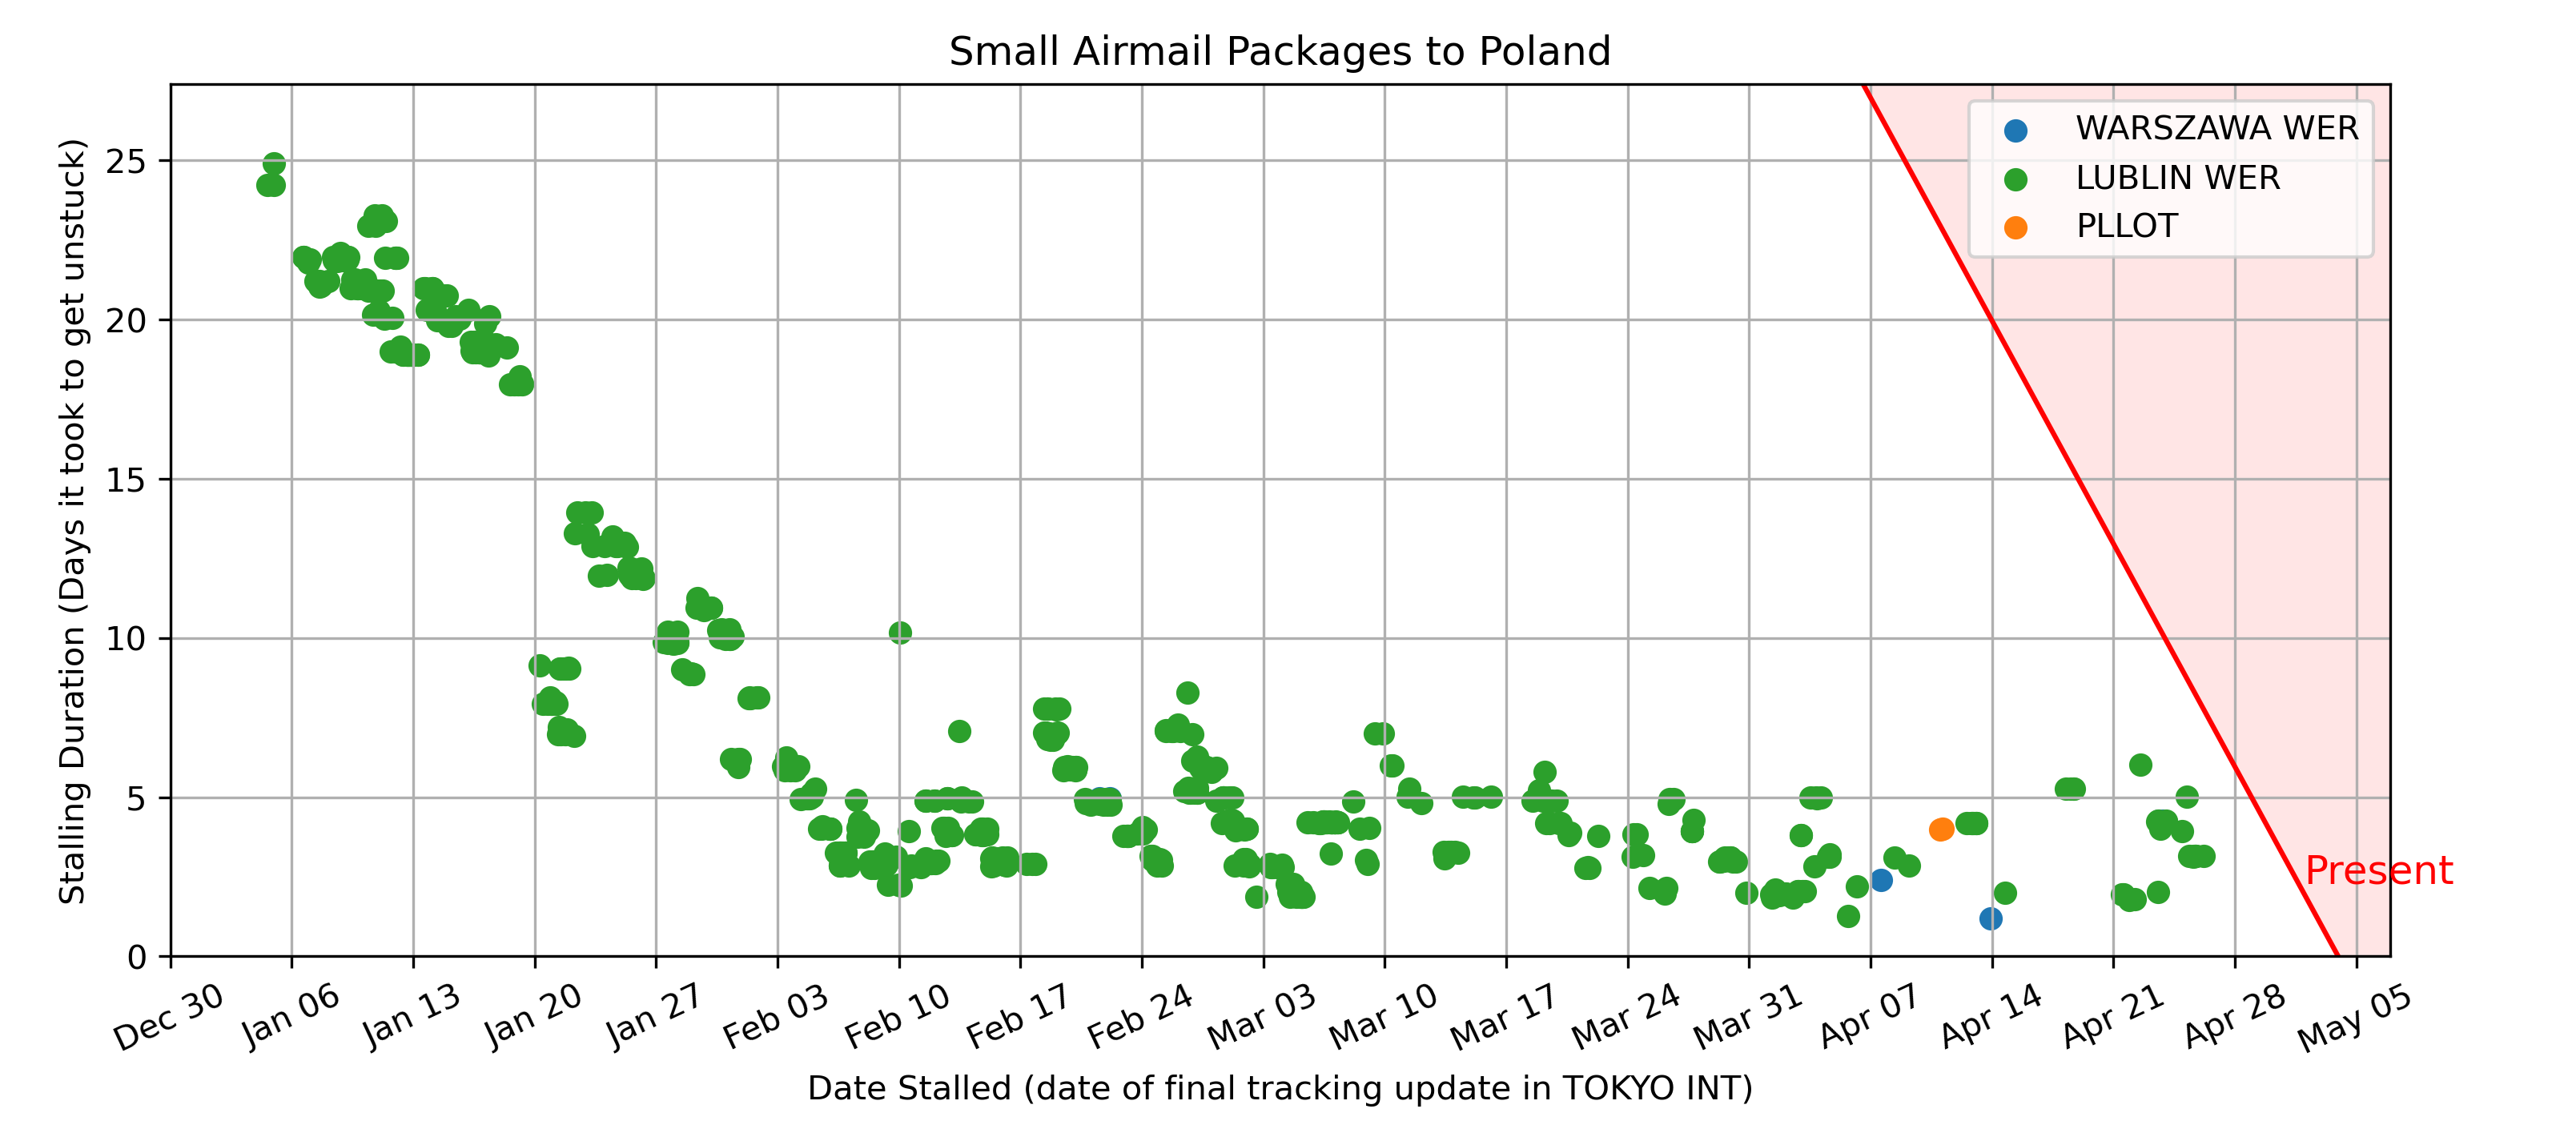 Small Airmail Packages to Poland
Stalling Duration (Days it took to get unstuck)
25
20
15
10
5
0
WARSZAWA WER
LUBLIN WER
PLLOT
Present
Dec 30
Jan 06
Jan 13
Jan 20
Jan 27
Feb 03
Feb 10
Feb 17
Feb 24
Mar 03
Mar 10
Mar 17
Mar 24
Mar 31
Apr 07
Apr 14
Apr 21
Apr 28
May 05
Date Stalled (date of final tracking update in TOKYO INT)